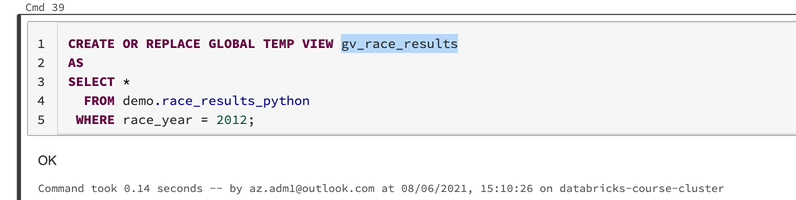 Cmd 39
1 CREATE OR REPLACE GLOBAL TEMP VIEW gv_race_results
2 AS
3 SELECT *
4 FROM demo.race_results_python
5 WHERE race_year = 2012;
OK
Command took 0.14 seconds -- by az.adm1@outlook.com at 08/06/2021, 15:10:26 on databricks-course-cluster